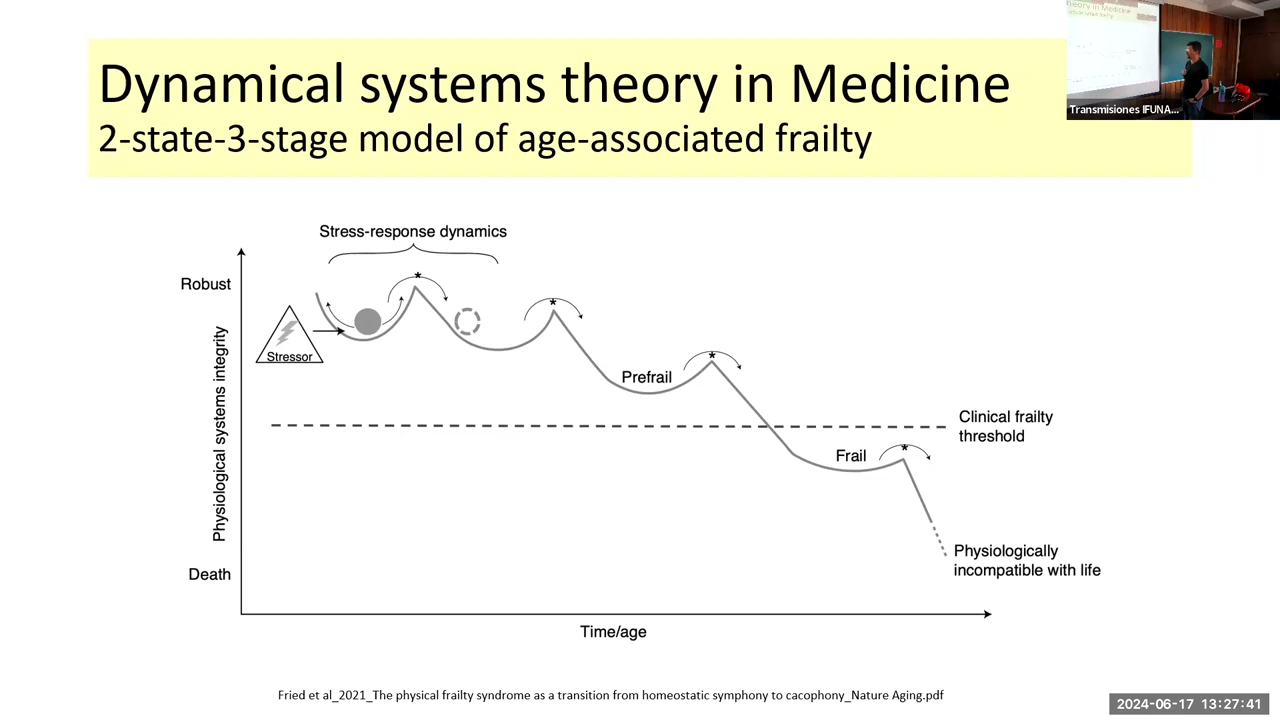 Dynamical systems theory in Medicine
2-state-3-stage model of age-associated frailty
Transmisiones IFUNA...
Stress-response dynamics
Robust
*
*
Stressor
*
Prefrail
Physiological systems integrity
Clinical frailty
threshold
*
Frail
Physiologically
incompatible with life
Death
Time/age
Fried et al_2021_The physical frailty syndrome as a transition from homeostatic symphony to cacophony_Nature Aging.pdf
2024-06-17 13:27:41